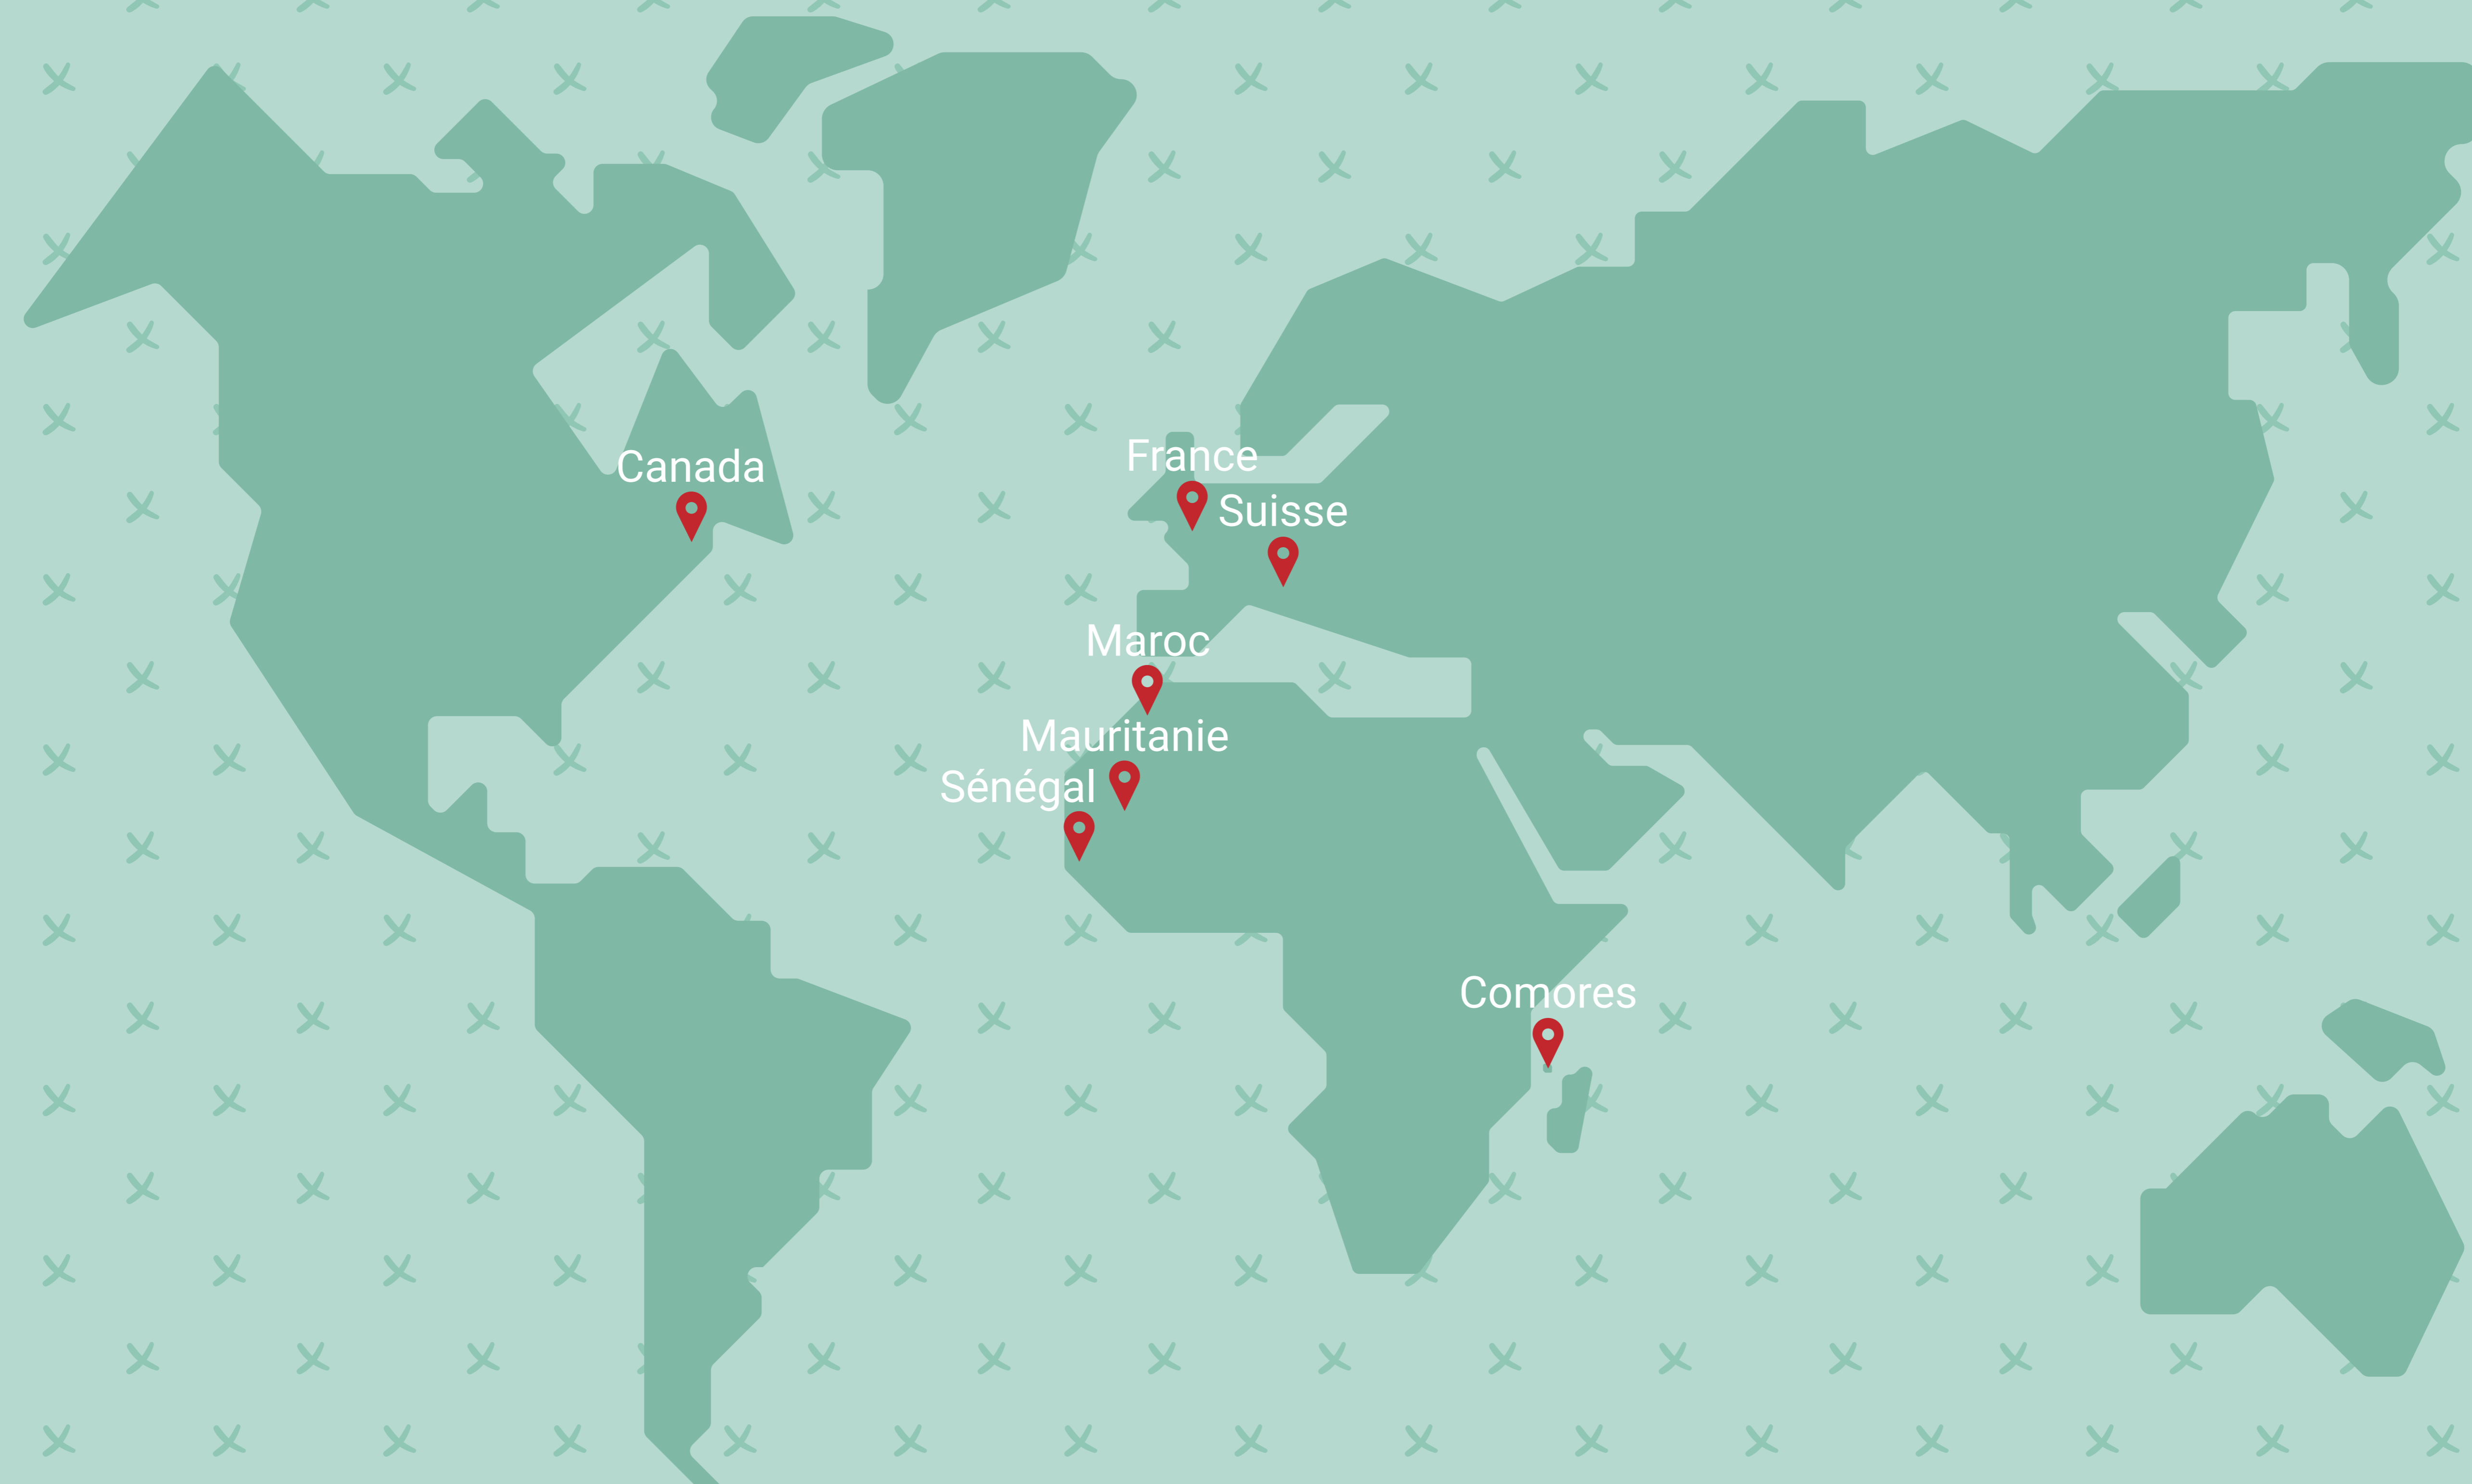 Canada
France
Suisse
Maroc
Mauritanie
Sénégal
Comores